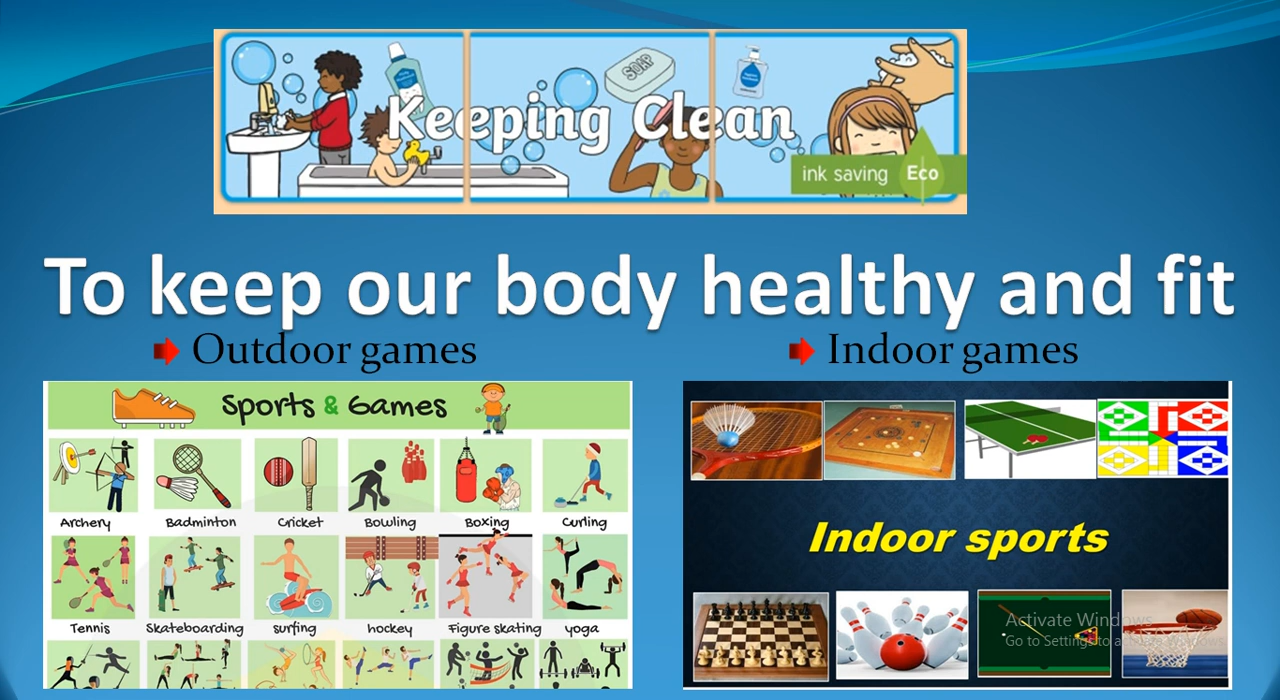 SOAP
Keeping Clean
ink saving Eco
To keep our body healthy and fit
Outdoor games
Indoor games
Sports & Games
Archery Badminton Cricket Bowling Boxing Curling
Tennis Skateboarding surfing hockey Figure skating yoga
Indoor sports
Activate Windows
Go to Settings to a